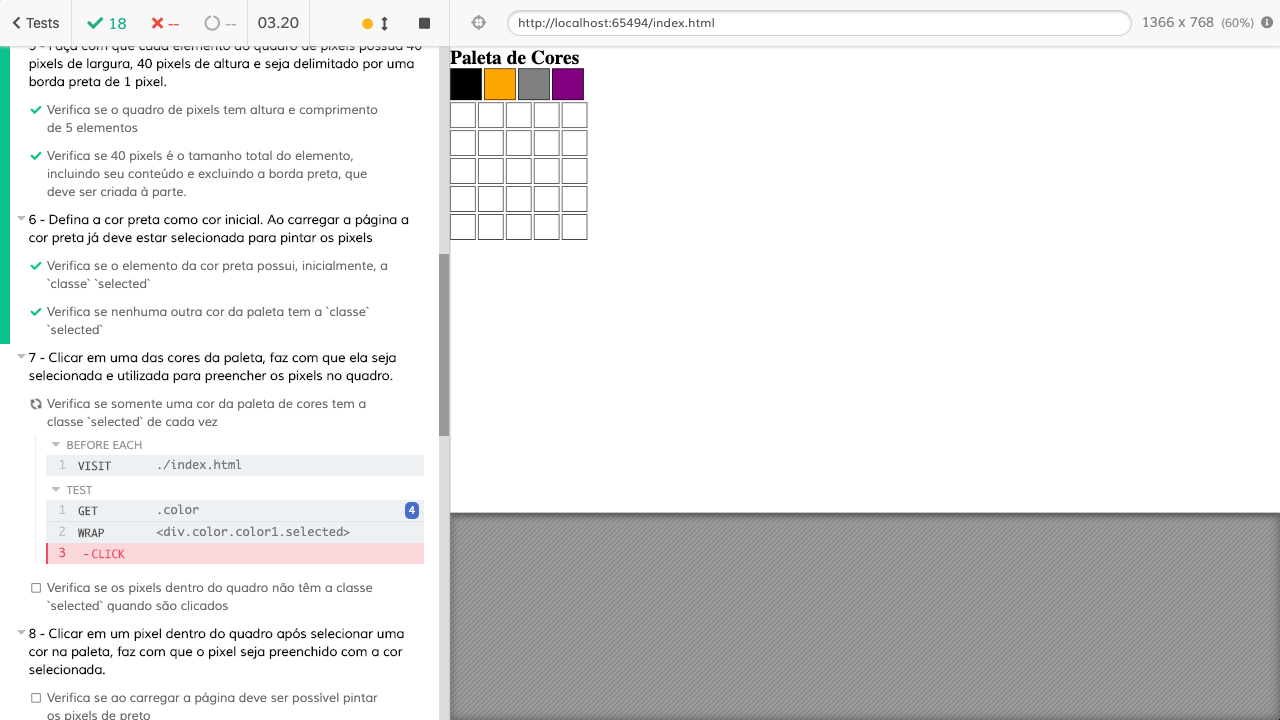 Tests 18 -- -- 03.20
http://localhost:65494/index.html 1366 x 768 (60%)
5 - Faça com que cada elemento do quadro de pixels possua 40
pixels de largura, 40 pixels de altura e seja delimitado por uma
borda preta de 1 pixel.
Verifica se o quadro de pixels tem altura e comprimento
de 5 elementos
Verifica se 40 pixels é o tamanho total do elemento,
incluindo seu conteúdo e excluindo a borda preta, que
deve ser criada à parte.
6 - Defina a cor preta como cor inicial. Ao carregar a página a
cor preta já deve estar selecionada para pintar os pixels
Verifica se o elemento da cor preta possui, inicialmente, a
`classe` `selected`
Verifica se nenhuma outra cor da paleta tem a `classe`
`selected`
7 - Clicar em uma das cores da paleta, faz com que ela seja
selecionada e utilizada para preencher os pixels no quadro.
Verifica se somente uma cor da paleta de cores tem a
classe `selected` de cada vez
BEFORE EACH
1 VISIT ./index.html
TEST
1 GET .color 4
2 WRAP <div.color.color1.selected>
3 -CLICK
Verifica se os pixels dentro do quadro não têm a classe
`selected` quando são clicados
8 - Clicar em um pixel dentro do quadro após selecionar uma
cor na paleta, faz com que o pixel seja preenchido com a cor
selecionada.
Verifica se ao carregar a página deve ser possível pintar
os pixels de preto
Paleta de Cores